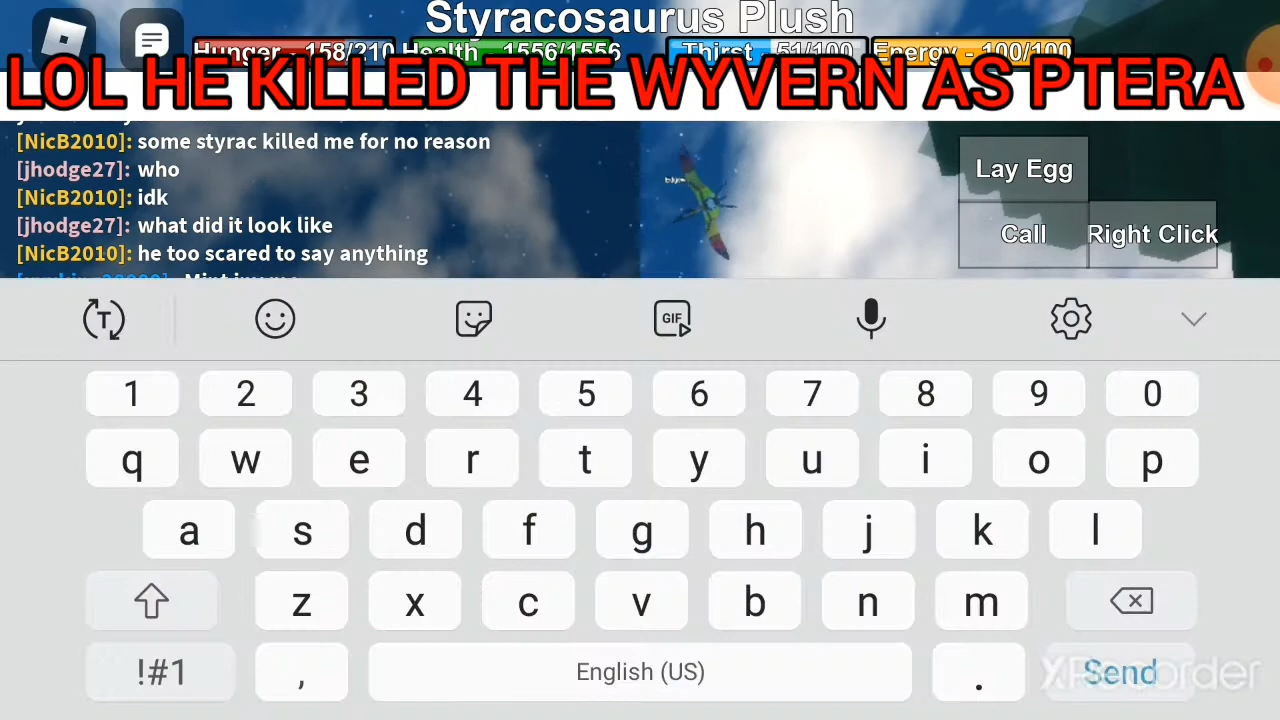 Styracosaurus Plush
Hunger - 158/210 Health - 1556/1556 Thirst 51/100 Energy - 100/100
LOL HE KILLED THE WYVERN AS PTERA
[NicB2010]: some styrac killed me for no reason
[jhodge27]: who
[NicB2010]: idk
[jhodge27]: what did it look like
[NicB2010]: he too scared to say anything
Lay Egg
Call Right Click
T GIF
1 2 3 4 5 6 7 8 9 0
q w e r t y u i o p
a s d f g h j k l
z x c v b n m
!#1 , English (US) . Send
XRecorder